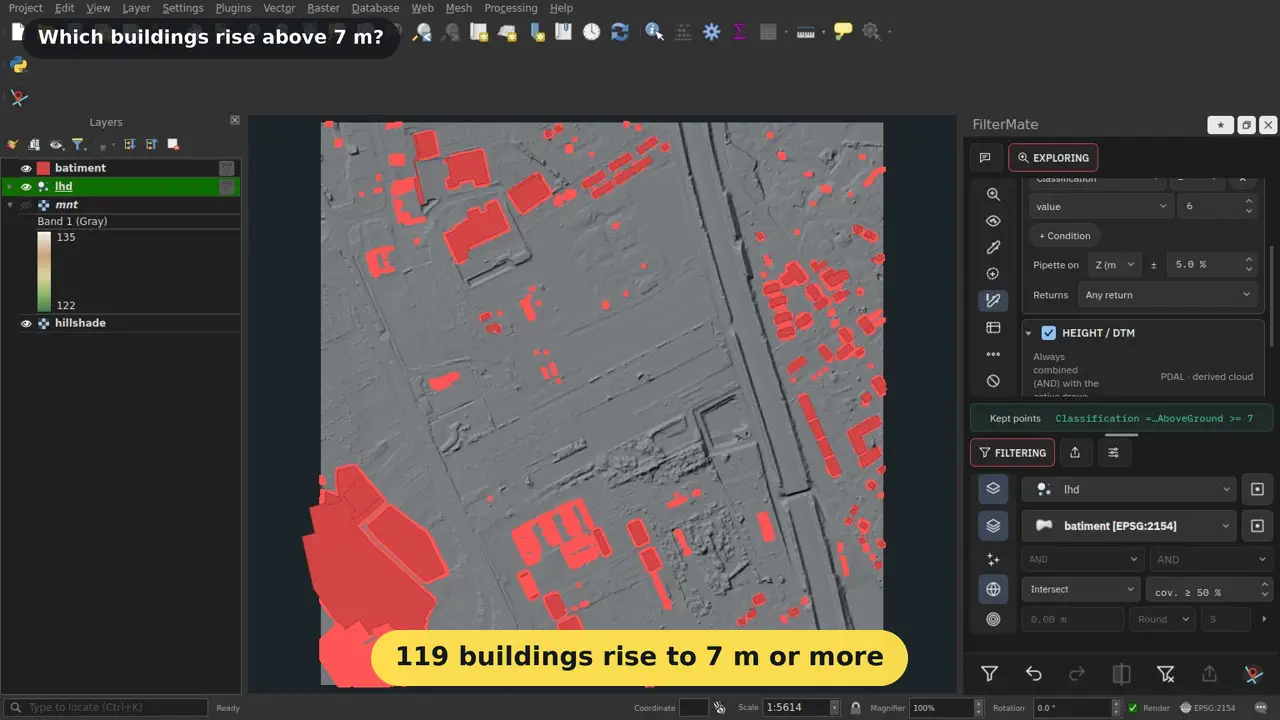 Project Edit View Layer Settings Plugins Vector Raster Database Web Mesh Processing Help
Which buildings rise above 7 m?
Layers
batiment
lhd
mnt
Band 1 (Gray)
135
122
hillshade
FilterMate
EXPLORING
Classification =
value 6
+ Condition
Pipette on Z (m ± 5.0 %
Returns Any return
HEIGHT / DTM
Always
combined
(AND) with the
active group
PDAL · derived cloud
Kept points Classification =…AboveGround >= 7
FILTERING
lhd
batiment [EPSG:2154]
AND AND
Intersect cov. ≥ 50 %
0.00 m Round 5
119 buildings rise to 7 m or more
Type to locate (Ctrl+K) Ready Coordinate Scale 1:5614 Magnifier 100% Rotation 0.0 ° Render EPSG:2154